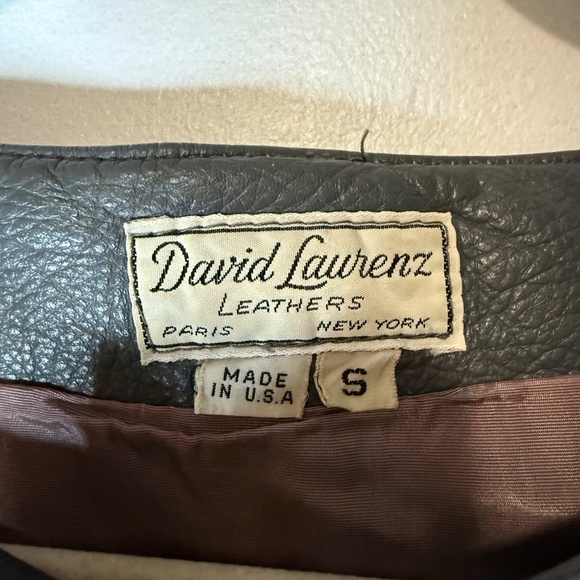 David Laurenz
LEATHERS
PARIS NEW YORK
MADE
IN U.S.A
S